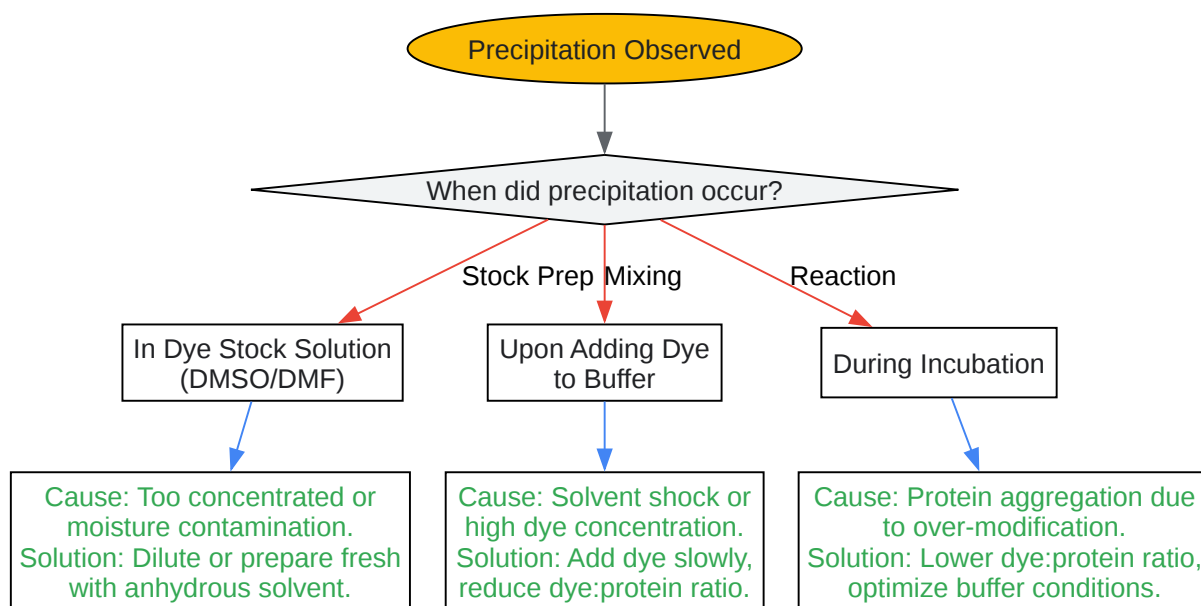 Precipitation Observed
When did precipitation occur?
Stock Prep
Mixing
Reaction
In Dye Stock Solution
(DMSO/DMF)
Upon Adding Dye
to Buffer
During Incubation
Cause: Too concentrated or
moisture contamination.
Solution: Dilute or prepare fresh
with anhydrous solvent.
Cause: Solvent shock or
high dye concentration.
Solution: Add dye slowly,
reduce dye:protein ratio.
Cause: Protein aggregation due
to over-modification.
Solution: Lower dye:protein ratio,
optimize buffer conditions.